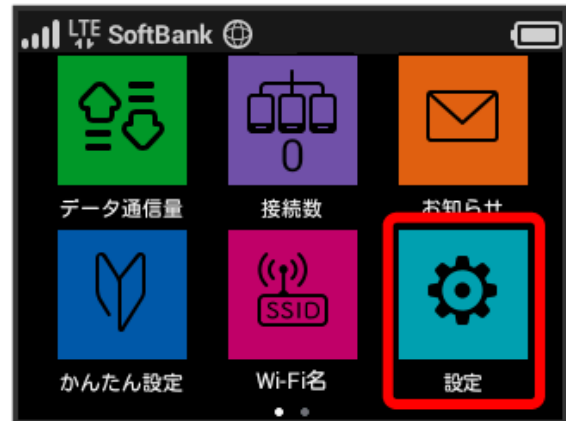 LTE SoftBank
0
データ通信量 接続数 お知らせ
SSID
かんたん設定 Wi-Fi名 設定